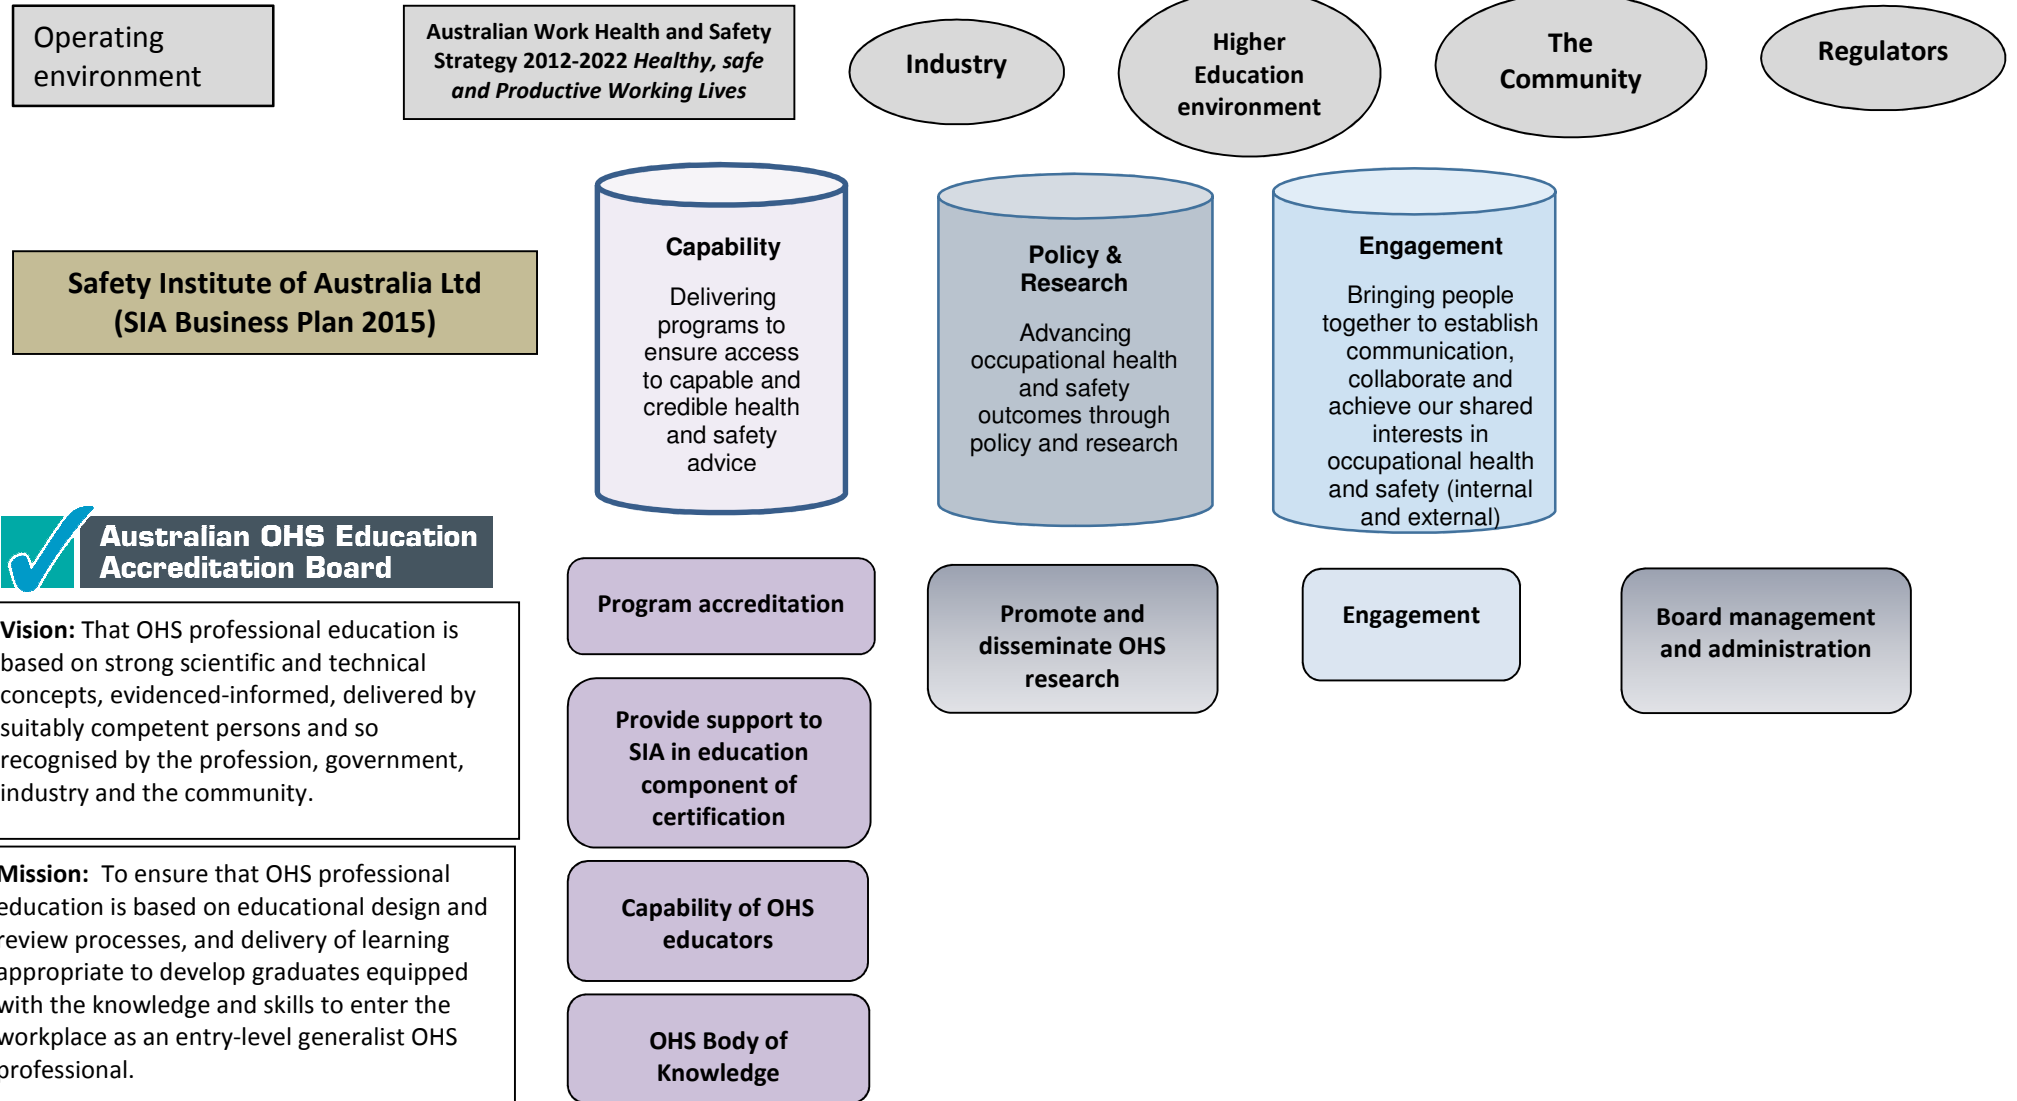 Operating
environment
Australian Work Health and Safety
Strategy 2012-2022 Healthy, safe
and Productive Working Lives
Industry
Higher
Education
environment
The
Community
Regulators
Safety Institute of Australia Ltd
(SIA Business Plan 2015)
Capability
Delivering
programs to
ensure access
to capable and
credible health
and safety
advice
Policy &
Research
Advancing
occupational health
and safety
outcomes through
policy and research
Engagement
Bringing people
together to establish
communication,
collaborate and
achieve our shared
interests in
occupational health
and safety (internal
and external)
Australian OHS Education
Accreditation Board
Vision: That OHS professional education is
based on strong scientific and technical
concepts, evidenced-informed, delivered by
suitably competent persons and so
recognised by the profession, government,
industry and the community.
Mission: To ensure that OHS professional
education is based on educational design and
review processes, and delivery of learning
appropriate to develop graduates equipped
with the knowledge and skills to enter the
workplace as an entry-level generalist OHS
professional.
Program accreditation
Provide support to
SIA in education
component of
certification
Capability of OHS
educators
OHS Body of
Knowledge
Promote and
disseminate OHS
research
Engagement
Board management
and administration